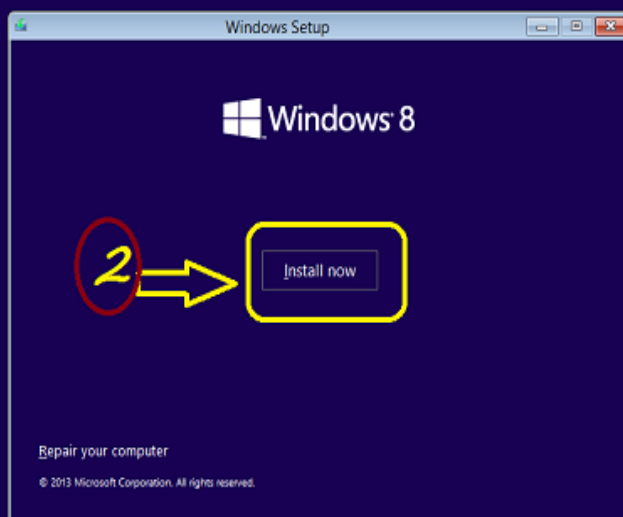 Windows Setup
Windows 8
2
Install now
Repair your computer
© 2013 Microsoft Corporation. All rights reserved.